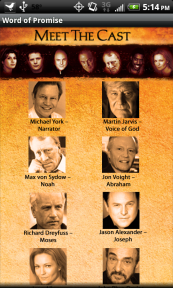 5:14 PM
Word of Promise
MEET THE CAST
Michael York –
Narrator
Martin Jarvis –
Voice of God
Max von Sydow –
Noah
Jon Voight –
Abraham
Richard Dreyfuss –
Moses
Jason Alexander –
Joseph